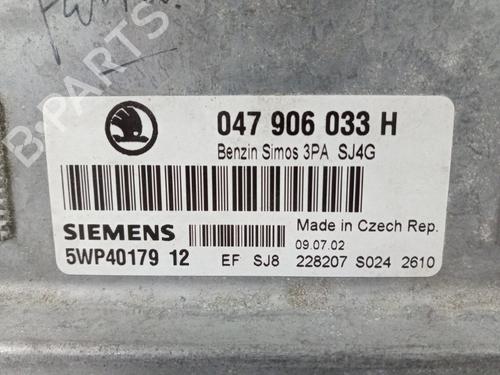 047 906 033 H
Benzin Simos 3PA SJ4G
SIEMENS
Made in Czech Rep.
09.07.02
5WP40179 12
EF SJ8
228207 S024 2610
B-PARTS